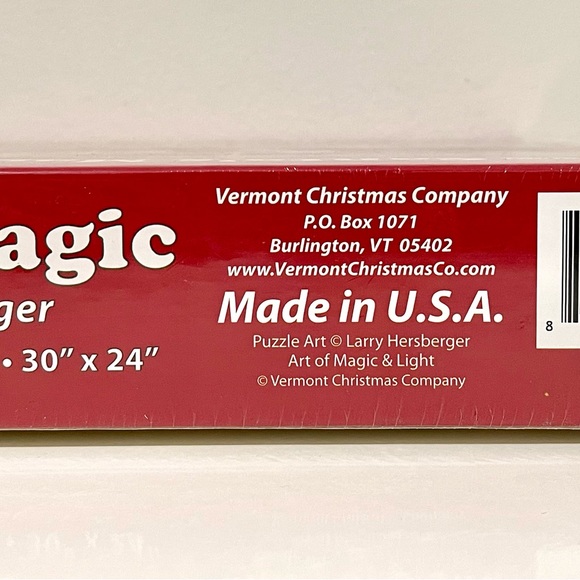 agic
ger
• 30” x 24”
Vermont Christmas Company
P.O. Box 1071
Burlington, VT 05402
www.VermontChristmasCo.com
Made in U.S.A.
Puzzle Art © Larry Hersberger
Art of Magic & Light
© Vermont Christmas Company
8